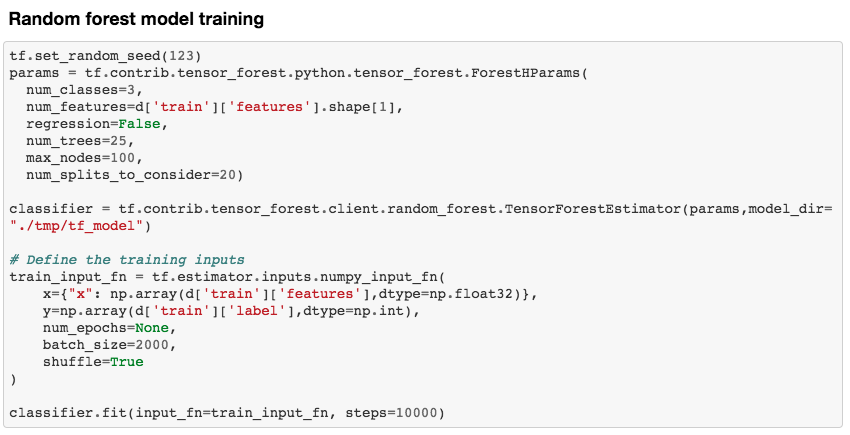 Random forest model training
tf.set_random_seed(123)
params = tf.contrib.tensor_forest.python.tensor_forest.ForestHParams(
  num_classes=3,
  num_features=d['train']['features'].shape[1],
  regression=False,
  num_trees=25,
  max_nodes=100,
  num_splits_to_consider=20)
classifier = tf.contrib.tensor_forest.client.random_forest.TensorForestEstimator(params,model_dir=
"./tmp/tf_model")
# Define the training inputs
train_input_fn = tf.estimator.inputs.numpy_input_fn(
    x={"x": np.array(d['train']['features'],dtype=np.float32)},
    y=np.array(d['train']['label'],dtype=np.int),
    num_epochs=None,
    batch_size=2000,
    shuffle=True
)
classifier.fit(input_fn=train_input_fn, steps=10000)